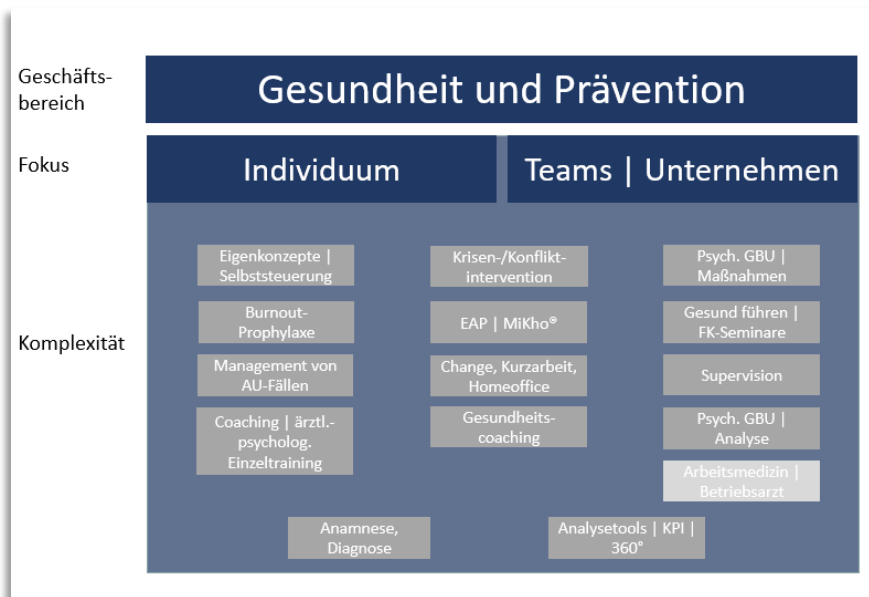 Geschäfts-
bereich
Gesundheit und Prävention
Fokus
Individuum
Teams | Unternehmen
Komplexität
Eigenkonzepte |
Selbststeuerung
Burnout-
Prophylaxe
Management von
AU-Fällen
Coaching | ärztl.-
psycholog.
Einzeltraining
Krisen-/Konflikt-
intervention
EAP | MiKho®
Change, Kurzarbeit,
Homeoffice
Gesundheits-
coaching
Psych. GBU |
Maßnahmen
Gesund führen |
FK-Seminare
Supervision
Psych. GBU |
Analyse
Arbeitsmedizin |
Betriebsarzt
Anamnese,
Diagnose
Analysetools | KPI |
360°